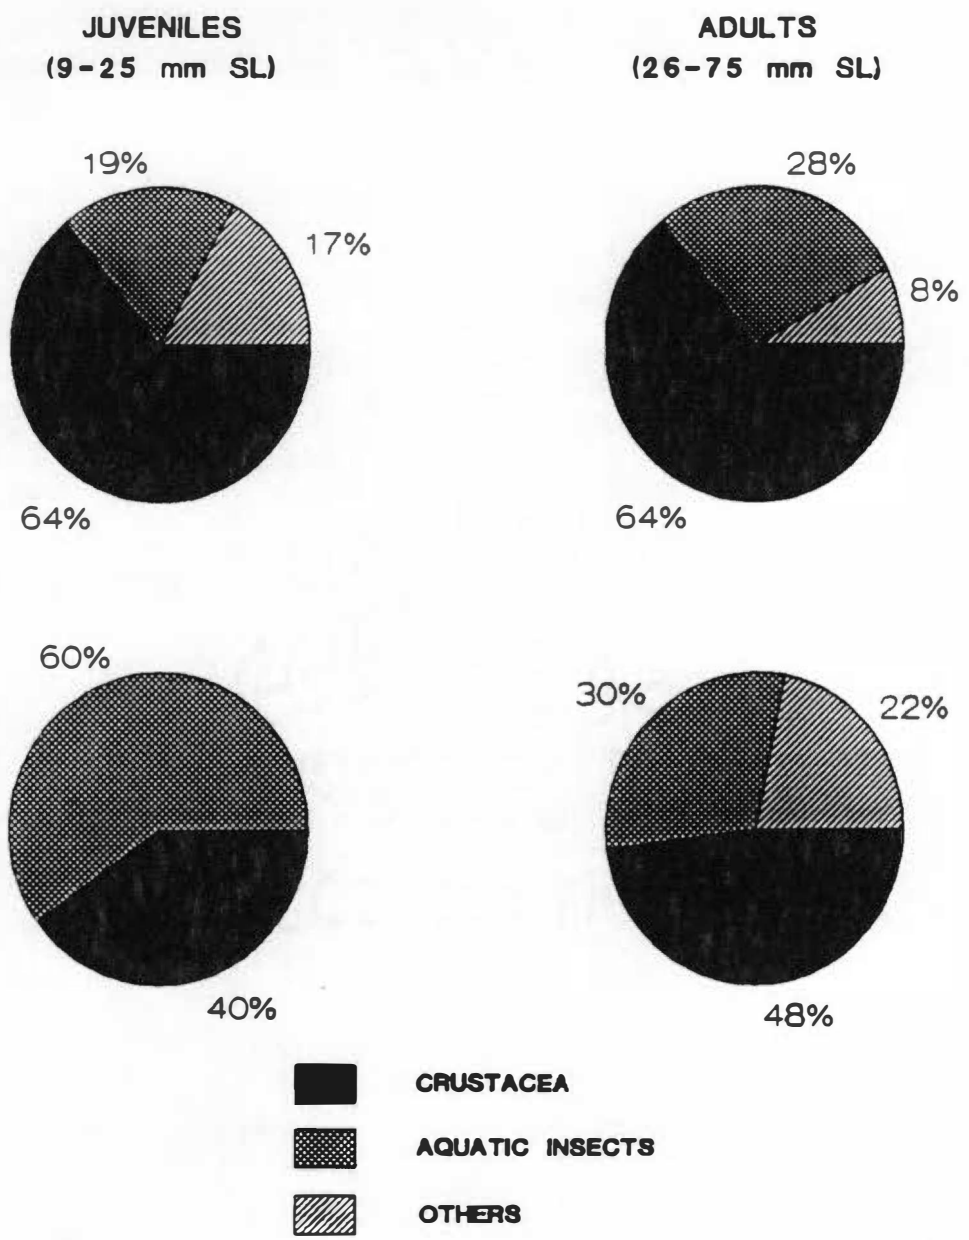 JUVENILES
(9-25 mm SL)
ADULTS
(26-75 mm SL)
19%
17%
64%
28%
8%
64%
60%
40%
30%
22%
48%
CRUSTACEA
AQUATIC INSECTS
OTHERS